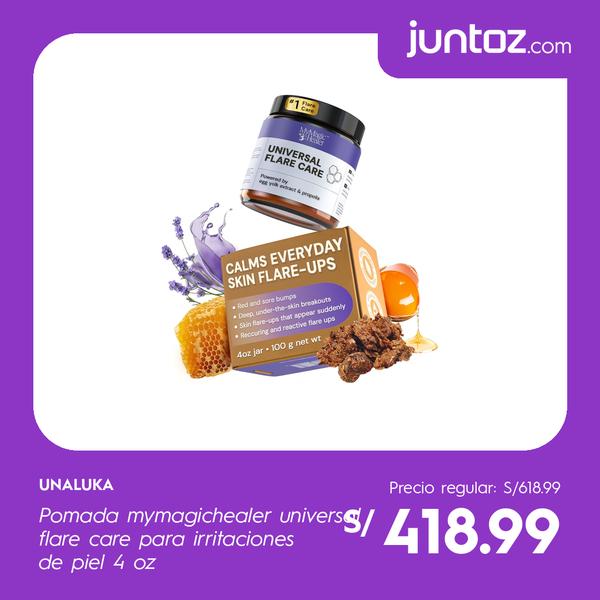 juntoz.com
#1 Flare Care
MyMagic Healer
UNIVERSAL
FLARE CARE
Powered by
egg yolk extract & propolis
CALMS EVERYDAY
SKIN FLARE-UPS
• Red and sore bumps
• Deep, under-the-skin breakouts
• Skin flare-ups that appear suddenly
• Reccuring and reactive flare ups
4oz jar • 100 g net wt
UNALUKA
Pomada mymagichealer universal
flare care para irritaciones
de piel 4 oz
Precio regular: S/618.99
S/ 418.99